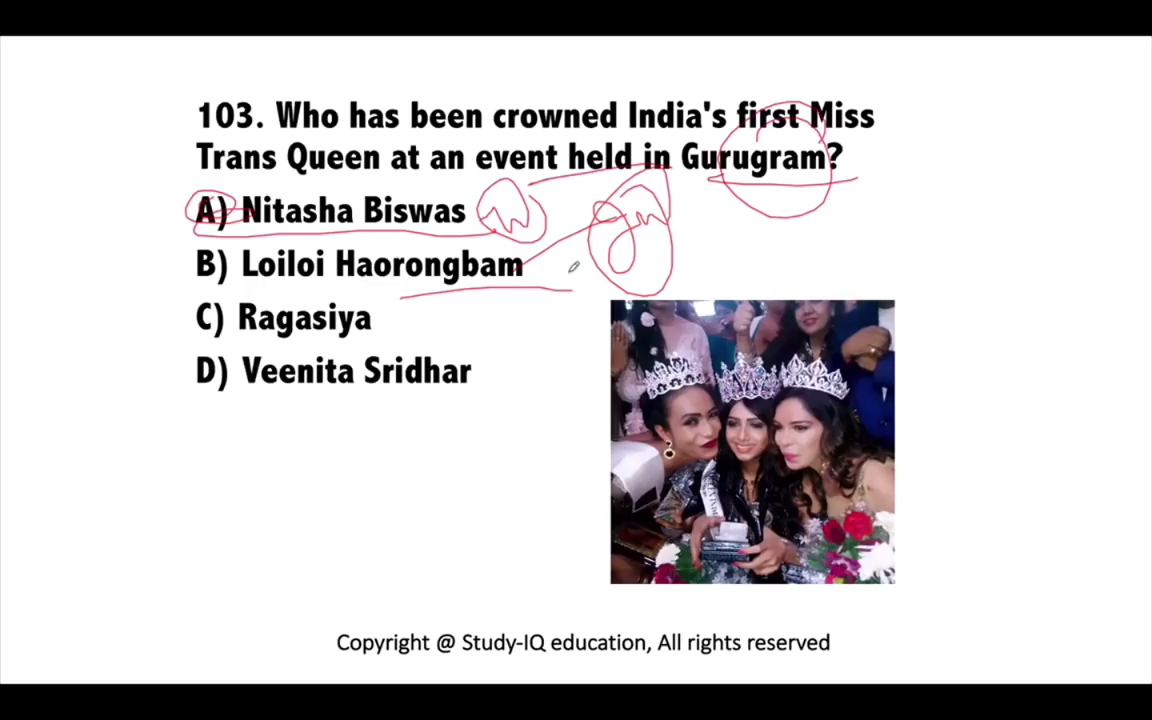 103. Who has been crowned India's first Miss
Trans Queen at an event held in Gurugram?
A) Nitasha Biswas
B) Loiloi Haorongbam
C) Ragasiya
D) Veenita Sridhar
Copyright @ Study-IQ education, All rights reserved